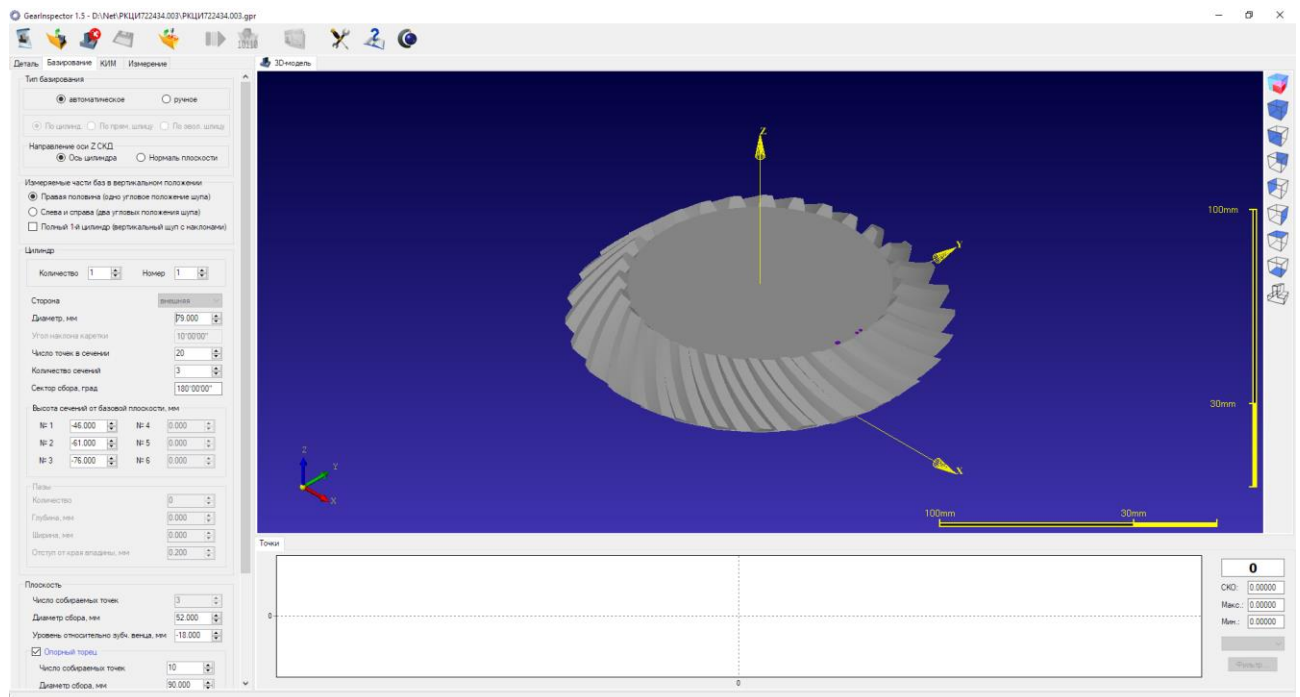 GearInspector 1.5 - D:\Net\РКЦИ722434.003\РКЦИ722434.003.gpr
Деталь Базирование КИМ Измерение
3D-модель
Тип базирования
автоматическое ручное
По цилинд. По прям. шлицу По эвол. шлицу
Направление оси Z СКД
Ось цилиндра Нормаль плоскости
Измеряемые части баз в вертикальном положении
Правая половина (одно угловое положение щупа)
Слева и справа (два угловых положения щупа)
Полный 1-й цилиндр (вертикальный щуп с наклонами)
Цилиндр
Количество 1 Номер 1
Сторона внешняя
Диаметр, мм 79.000
Угол наклона каретки 10°00'00"
Число точек в сечении 20
Количество сечений 3
Сектор сбора, град 180°00'00"
Высота сечений от базовой плоскости, мм
№ 1 -46.000 № 4 0.000
№ 2 -61.000 № 5 0.000
№ 3 -76.000 № 6 0.000
Пазы
Количество 0
Глубина, мм 0.000
Ширина, мм 0.000
Отступ от края впадины, мм 0.200
Плоскость
Число собираемых точек 3
Диаметр сбора, мм 52.000
Уровень относительно зубч. венца, мм -18.000
Опорный торец
Число собираемых точек 10
Диаметр сбора, мм 90.000
Z
Y
X
Z
Y
X
100mm
30mm
100mm 30mm
Точки
0
0
0
СКО: 0.00000
Макс.: 0.00000
Мин.: 0.00000
Фильтр...